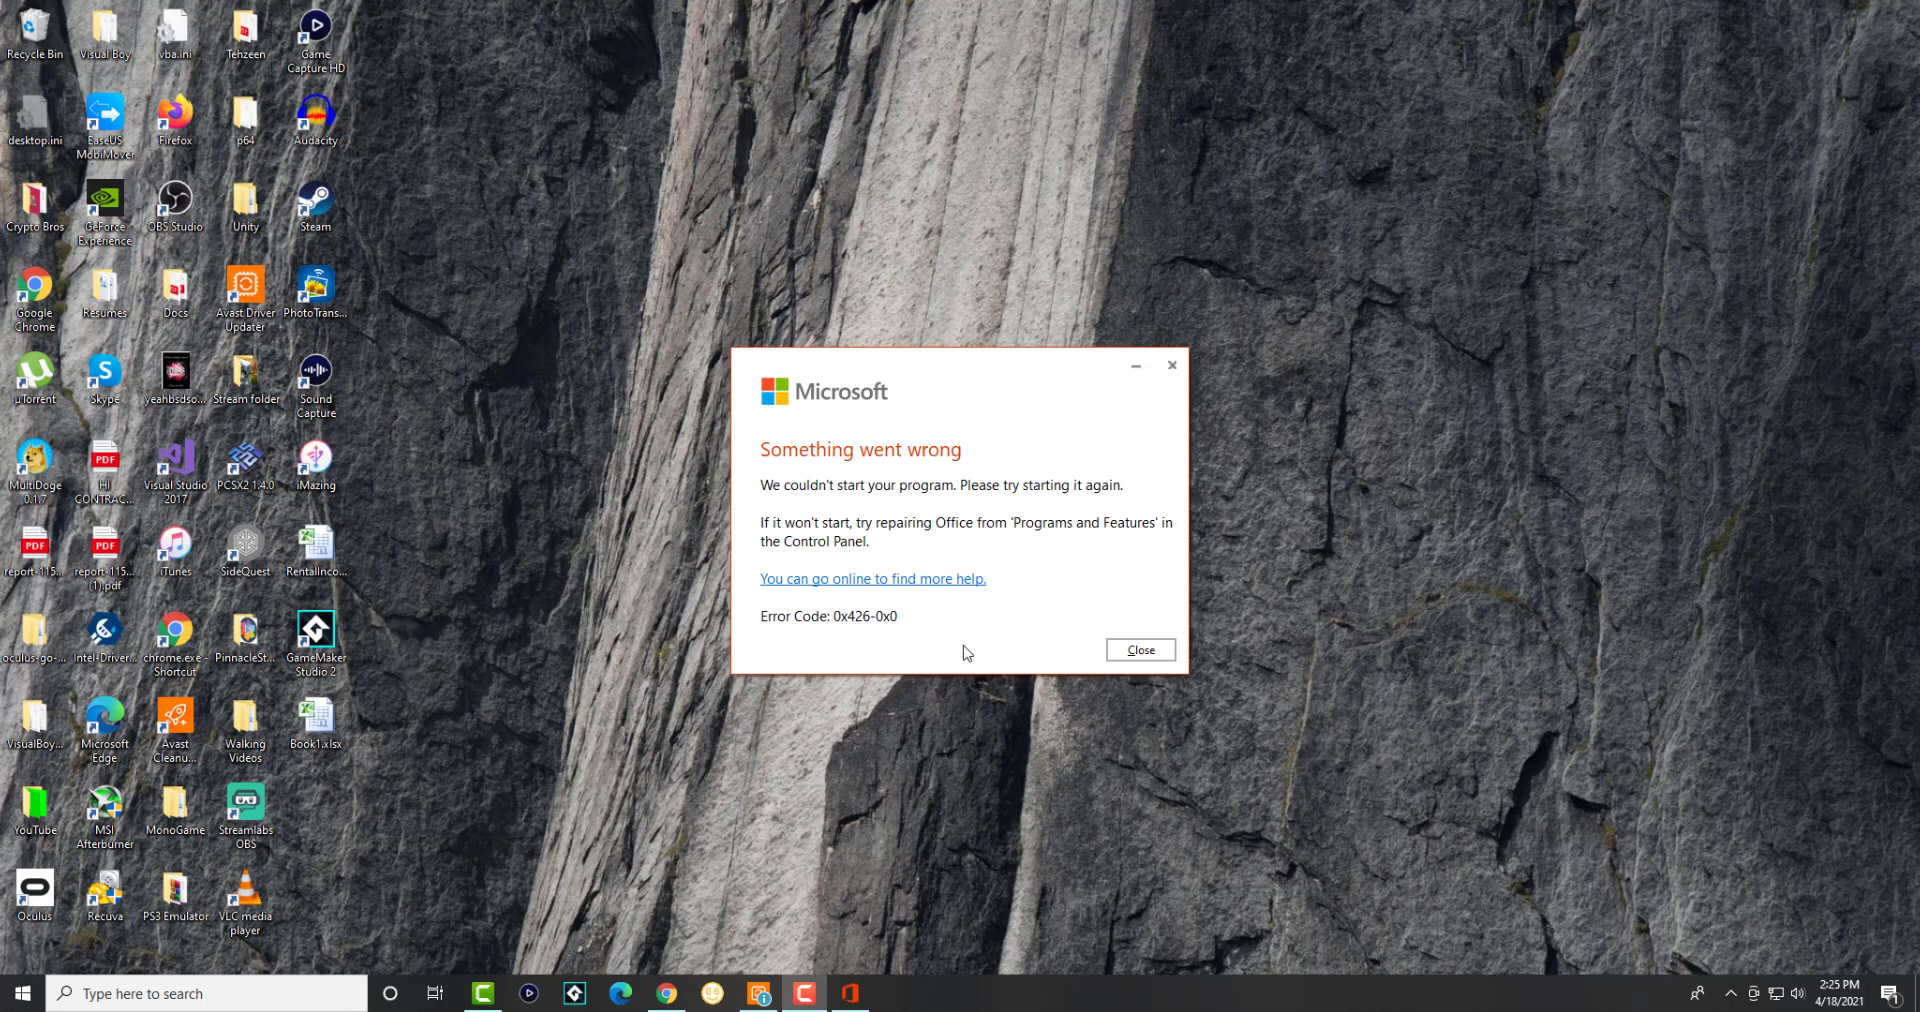 Recycle Bin
Visual Boy
vba.ini
Tehzeen
Game
Capture HD
desktop.ini
EaseUS
MobiMover
Firefox
p64
Audacity
Crypto Bros
GeForce
Experience
OBS Studio
Unity
Steam
Google
Chrome
Resumes
Docs
Avast Driver
Updater
PhotoTrans...
µTorrent
Skype
yeahbsdso...
Stream folder
Sound
Capture
MultiDoge
0.1.7
PDF
HI
CONTRAC...
Visual Studio
2017
PCSX2 1.4.0
iMazing
PDF
report-115...
PDF
report-115...
(1).pdf
iTunes
SideQuest
RentalInco...
oculus-go-...
Intel-Driver...
chrome.exe -
Shortcut
PinnacleSt...
GameMaker
Studio 2
VisualBoy...
Microsoft
Edge
Avast
Cleanu...
Walking
Videos
Book1.xlsx
YouTube
MSI
Afterburner
MonoGame
Streamlabs
OBS
Oculus
Recuva
PS3 Emulator
VLC media
player
Microsoft
Something went wrong
We couldn't start your program. Please try starting it again.
If it won't start, try repairing Office from 'Programs and Features' in
the Control Panel.
You can go online to find more help.
Error Code: 0x426-0x0
Close
Type here to search
2:25 PM
4/18/2021
1